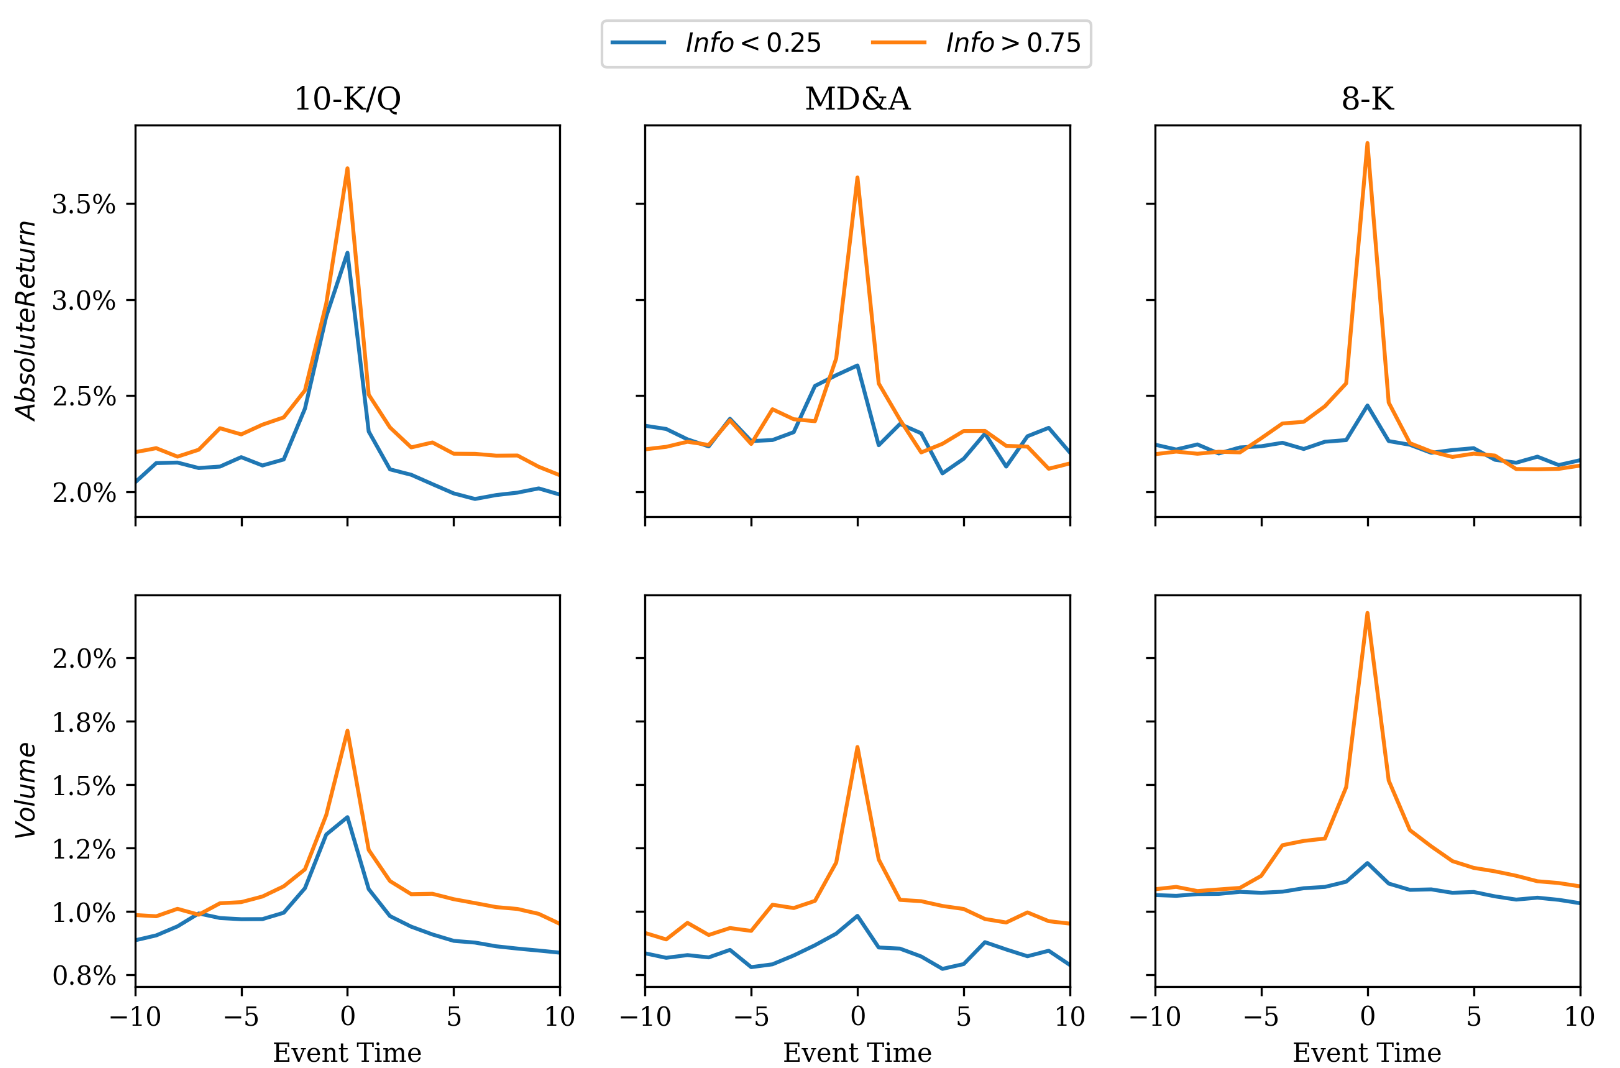 Info < 0.25 Info > 0.75
10-K/Q MD&A 8-K
AbsoluteReturn
3.5%
3.0%
2.5%
2.0%
Volume
2.0%
1.8%
1.5%
1.2%
1.0%
0.8%
−10 −5 0 5 10 −10 −5 0 5 10 −10 −5 0 5 10
Event Time Event Time Event Time